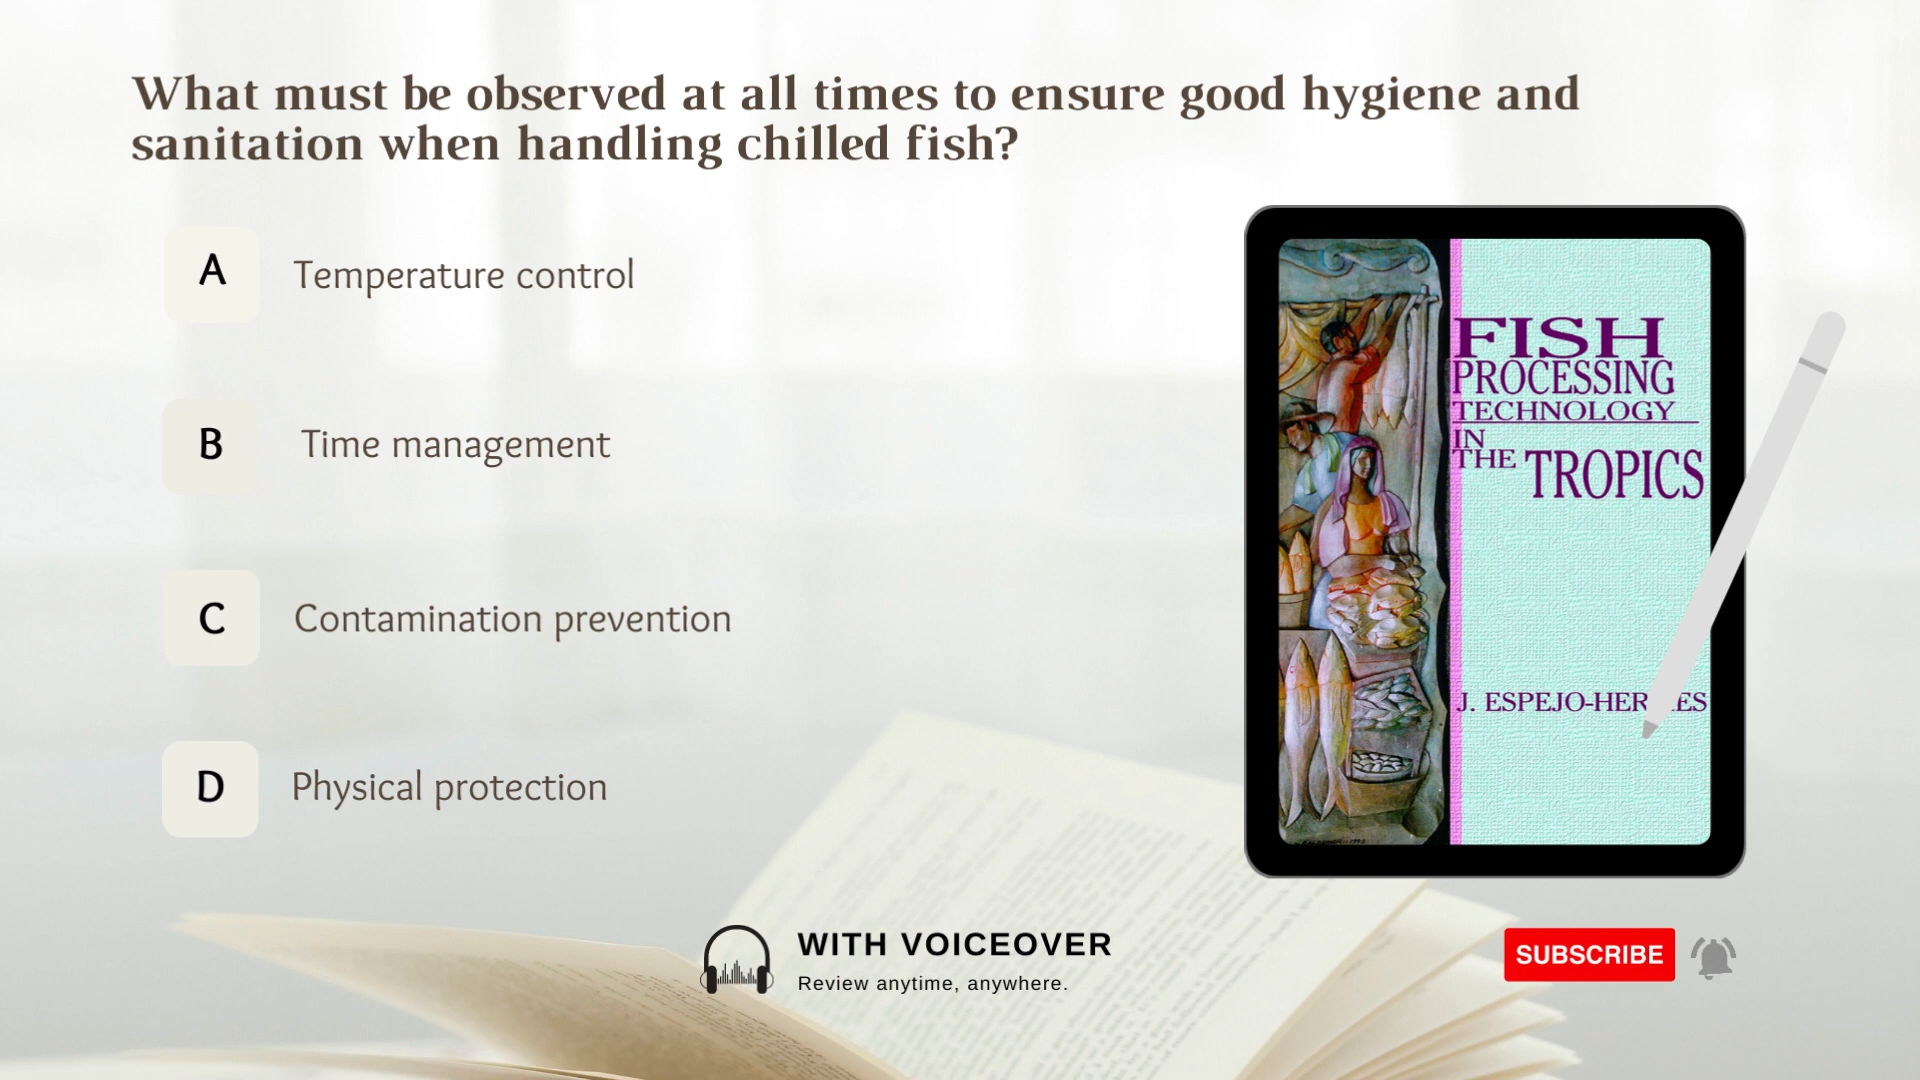 What must be observed at all times to ensure good hygiene and
sanitation when handling chilled fish?
A
Temperature control
B
Time management
C
Contamination prevention
D
Physical protection
FISH
PROCESSING
TECHNOLOGY
IN
THE TROPICS
J. ESPEJO-
WITH VOICEOVER
Review anytime, anywhere.
SUBSCRIBE